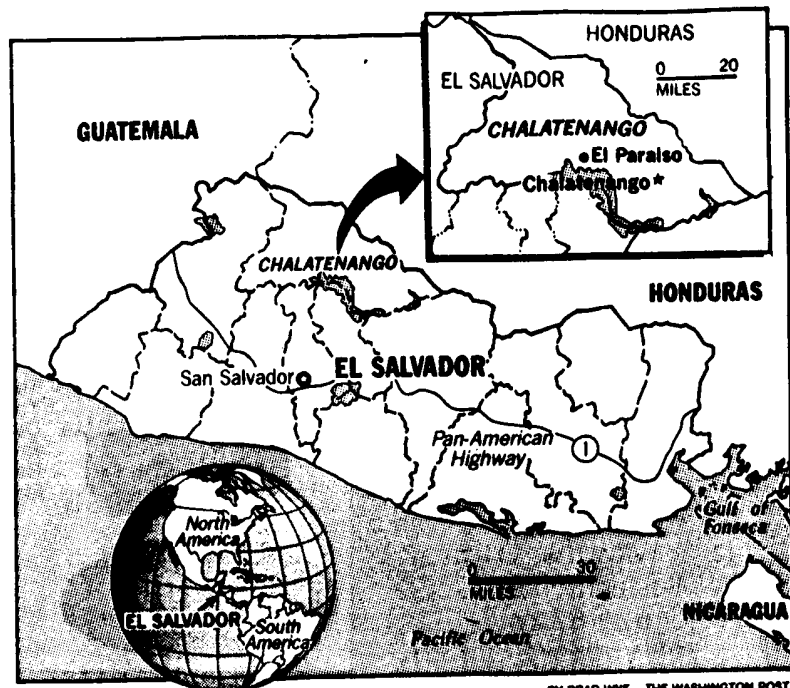 HONDURAS
EL SALVADOR
0 20
MILES
CHALATENANGO
El Paraiso
Chalatenango
GUATEMALA
CHALATENANGO
HONDURAS
San Salvador
EL SALVADOR
Pan-American
Highway
1
Gulf of
Fonseca
North
America
0 30
MILES
EL SALVADOR
South
America
NICARAGUA
Pacific Ocean
THE WASHINGTON POST